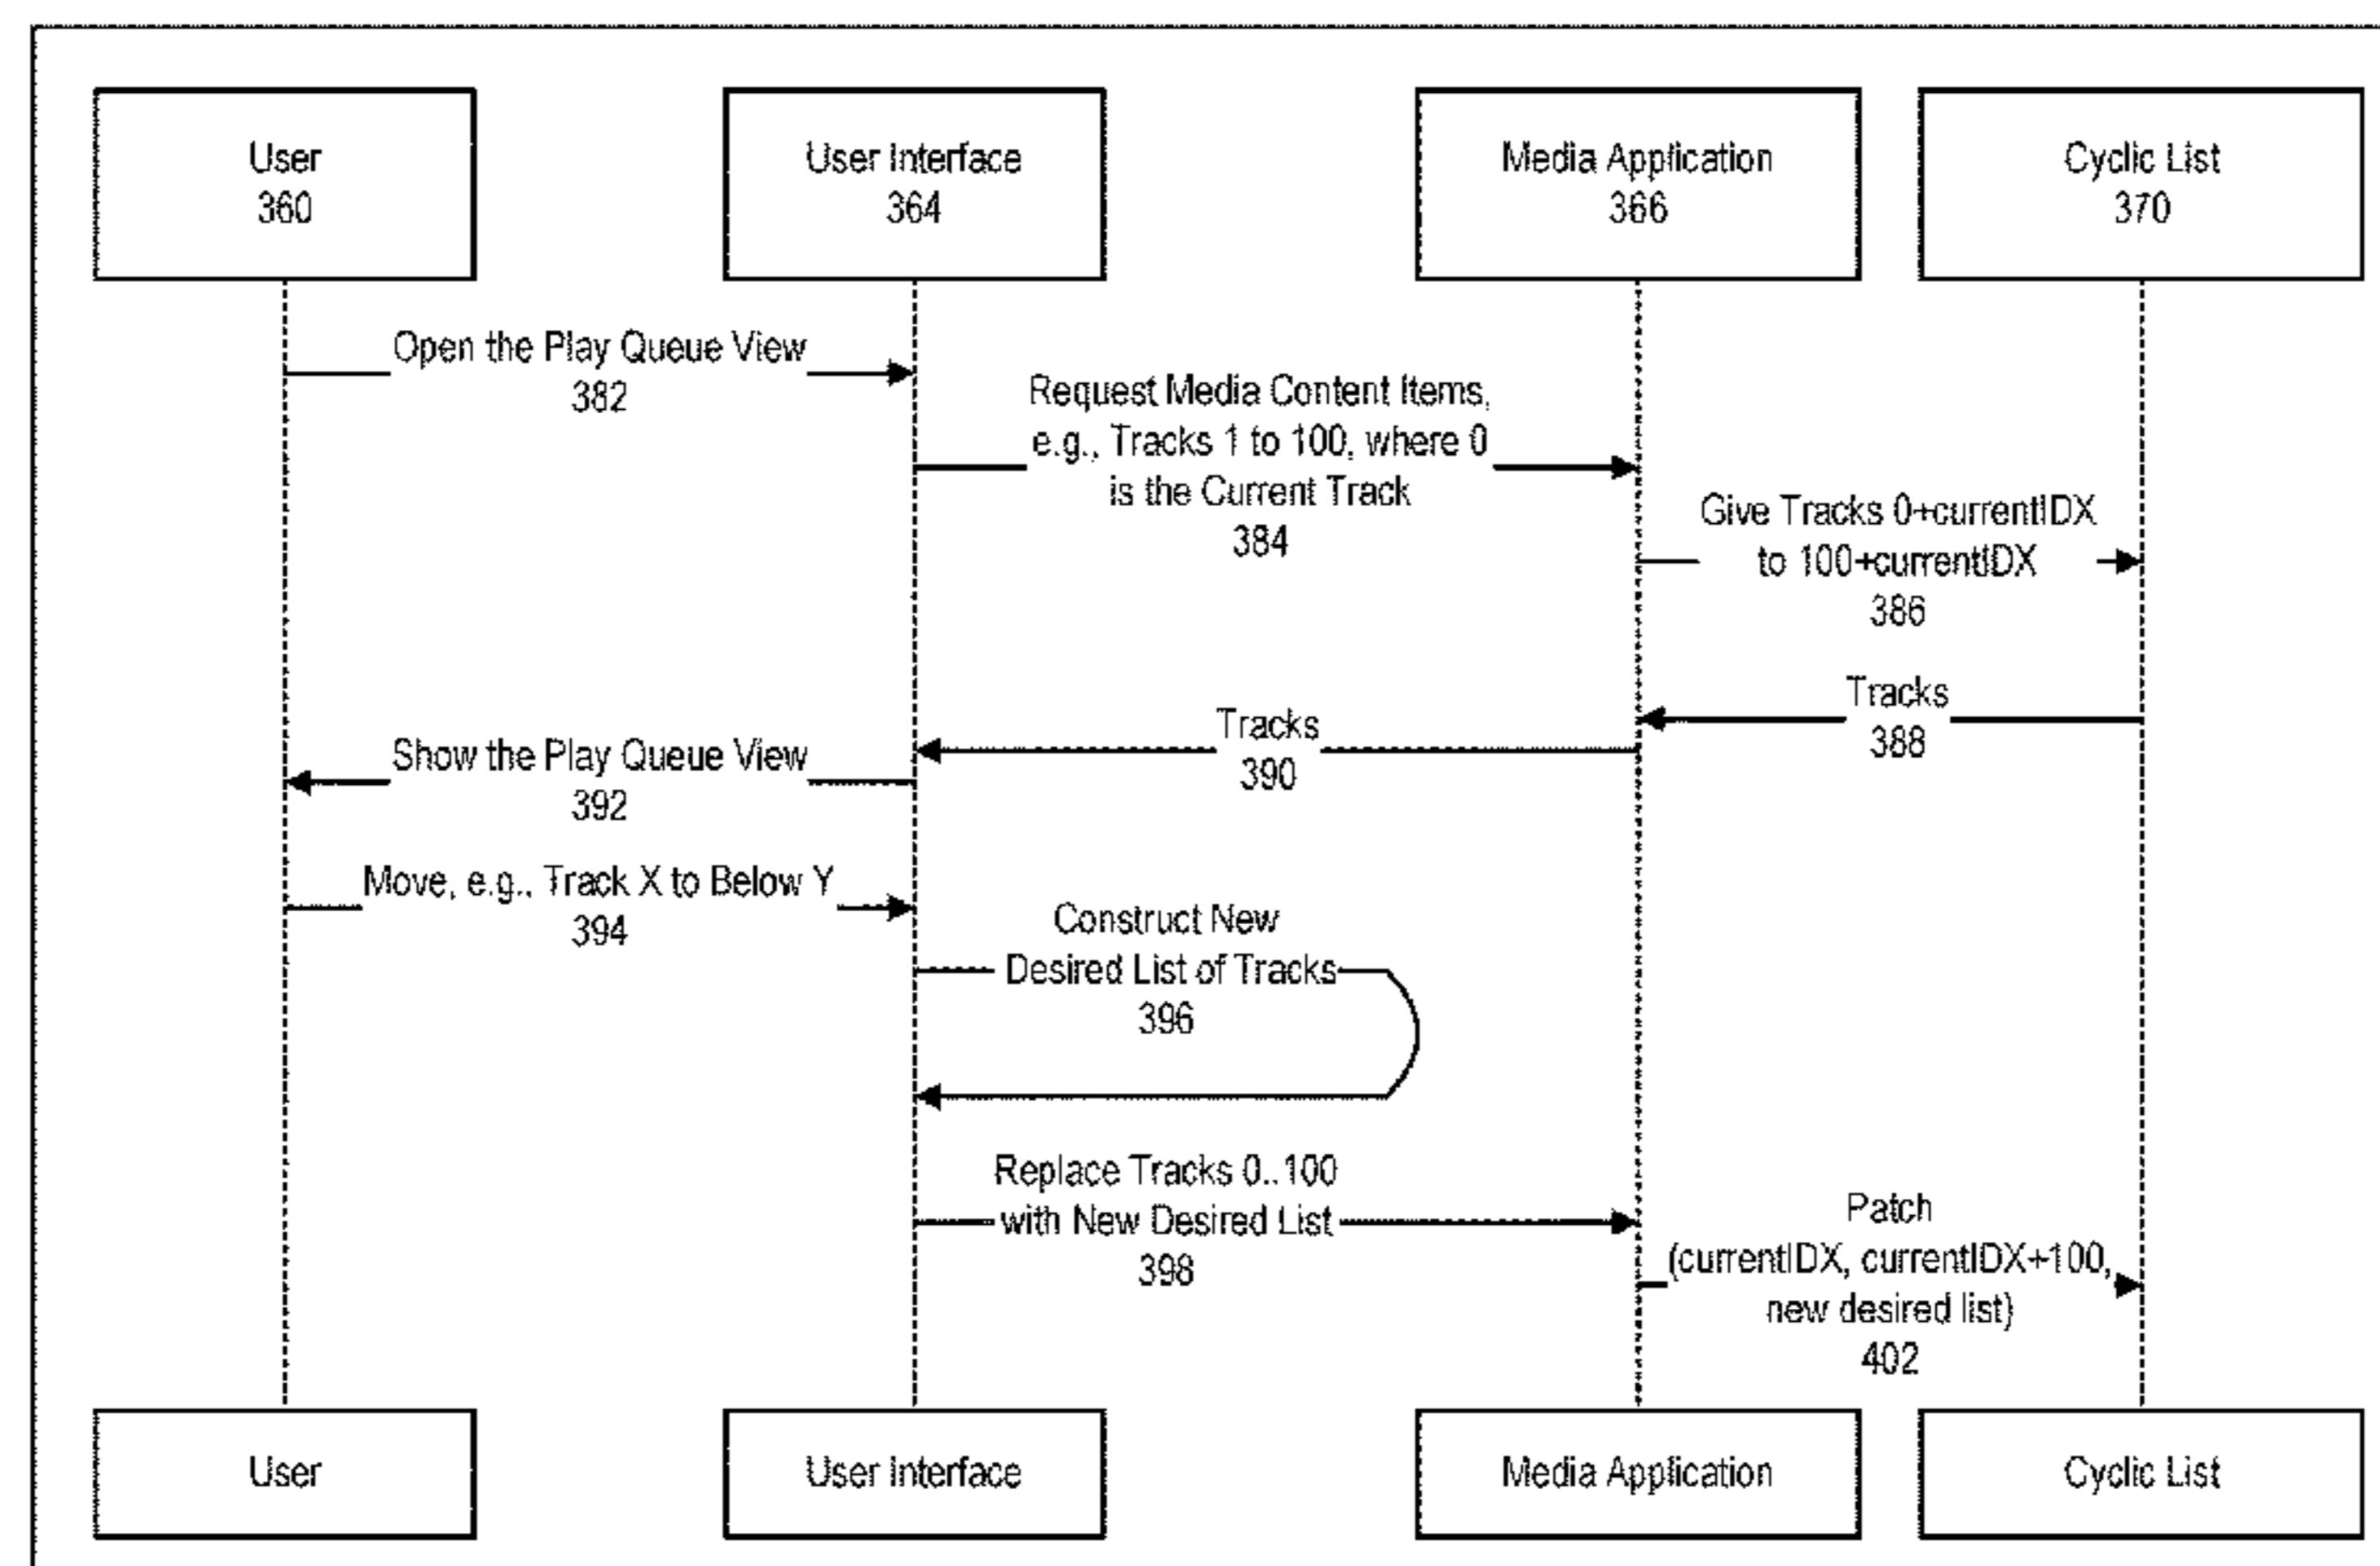 User
360
User Interface
364
Media Application
366
Cyclic List
370
Open the Play Queue View
382
Request Media Content Items,
e.g., Tracks 1 to 100, where 0
is the Current Track
384
Give Tracks 0+currentIDX
to 100+currentIDX
386
Tracks
388
Tracks
390
Show the Play Queue View
392
Move, e.g., Track X to Below Y
394
Construct New
Desired List of Tracks
396
Replace Tracks 0..100
with New Desired List
398
Patch
(currentIDX, currentIDX+100,
new desired list)
402
User
User Interface
Media Application
Cyclic List